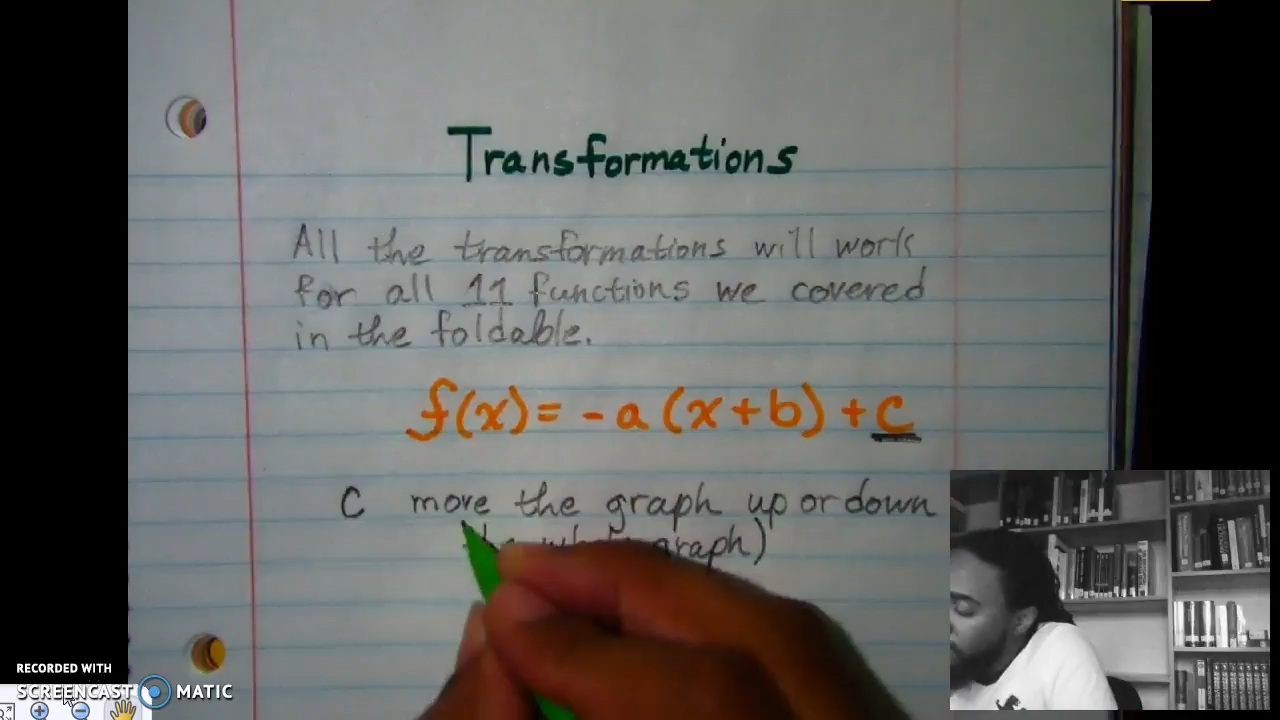 Transformations
All the transformations will work
for all 11 functions we covered
in the foldable.
f(x) = -a (x+b) + c
C move the graph up or down
graph)
RECORDED WITH
SCREENCAST MATIC